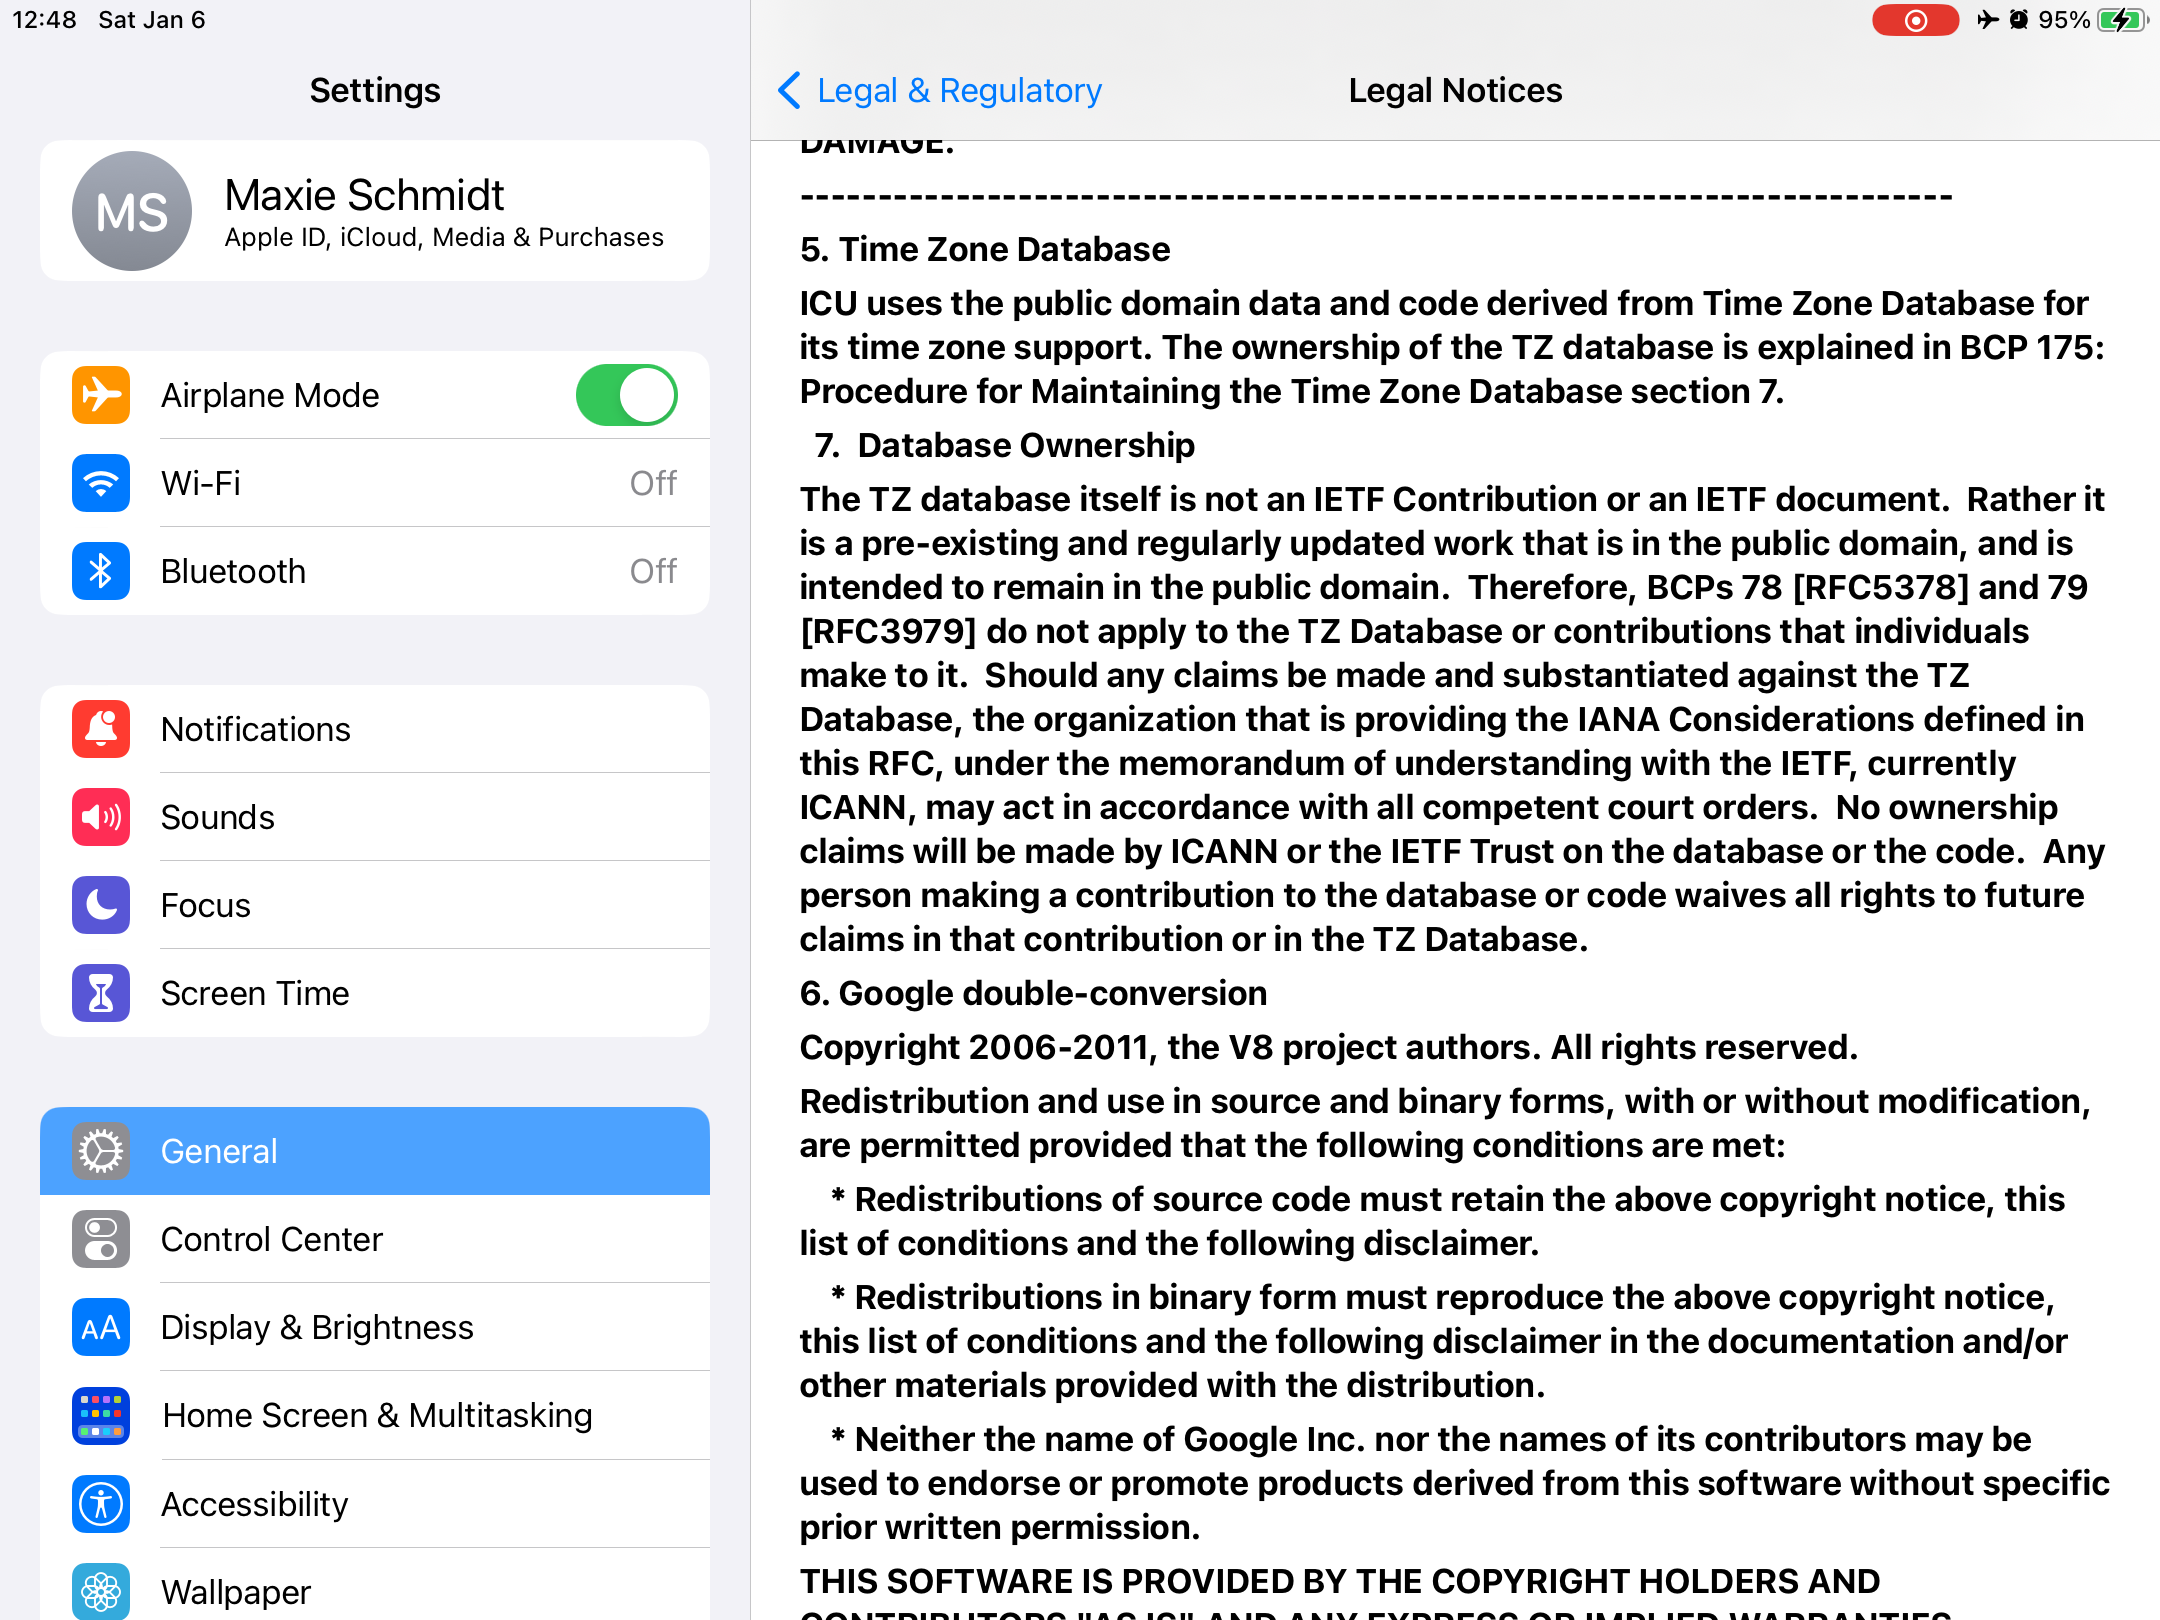 12:48 Sat Jan 6
95%
Settings
MS
Maxie Schmidt
Apple ID, iCloud, Media & Purchases
Airplane Mode
Wi-Fi Off
Bluetooth Off
Notifications
Sounds
Focus
Screen Time
General
Control Center
AA Display & Brightness
Home Screen & Multitasking
Accessibility
Wallpaper
Legal & Regulatory
Legal Notices
DAMAGE.
--------------------------------------------------------------------------
5. Time Zone Database
ICU uses the public domain data and code derived from Time Zone Database for
its time zone support. The ownership of the TZ database is explained in BCP 175:
Procedure for Maintaining the Time Zone Database section 7.
7.  Database Ownership
The TZ database itself is not an IETF Contribution or an IETF document.  Rather it
is a pre-existing and regularly updated work that is in the public domain, and is
intended to remain in the public domain.  Therefore, BCPs 78 [RFC5378] and 79
[RFC3979] do not apply to the TZ Database or contributions that individuals
make to it.  Should any claims be made and substantiated against the TZ
Database, the organization that is providing the IANA Considerations defined in
this RFC, under the memorandum of understanding with the IETF, currently
ICANN, may act in accordance with all competent court orders.  No ownership
claims will be made by ICANN or the IETF Trust on the database or the code.  Any
person making a contribution to the database or code waives all rights to future
claims in that contribution or in the TZ Database.
6. Google double-conversion
Copyright 2006-2011, the V8 project authors. All rights reserved.
Redistribution and use in source and binary forms, with or without modification,
are permitted provided that the following conditions are met:
* Redistributions of source code must retain the above copyright notice, this
list of conditions and the following disclaimer.
* Redistributions in binary form must reproduce the above copyright notice,
this list of conditions and the following disclaimer in the documentation and/or
other materials provided with the distribution.
* Neither the name of Google Inc. nor the names of its contributors may be
used to endorse or promote products derived from this software without specific
prior written permission.
THIS SOFTWARE IS PROVIDED BY THE COPYRIGHT HOLDERS AND
CONTRIBUTORS "AS IS" AND ANY EXPRESS OR IMPLIED WARRANTIES